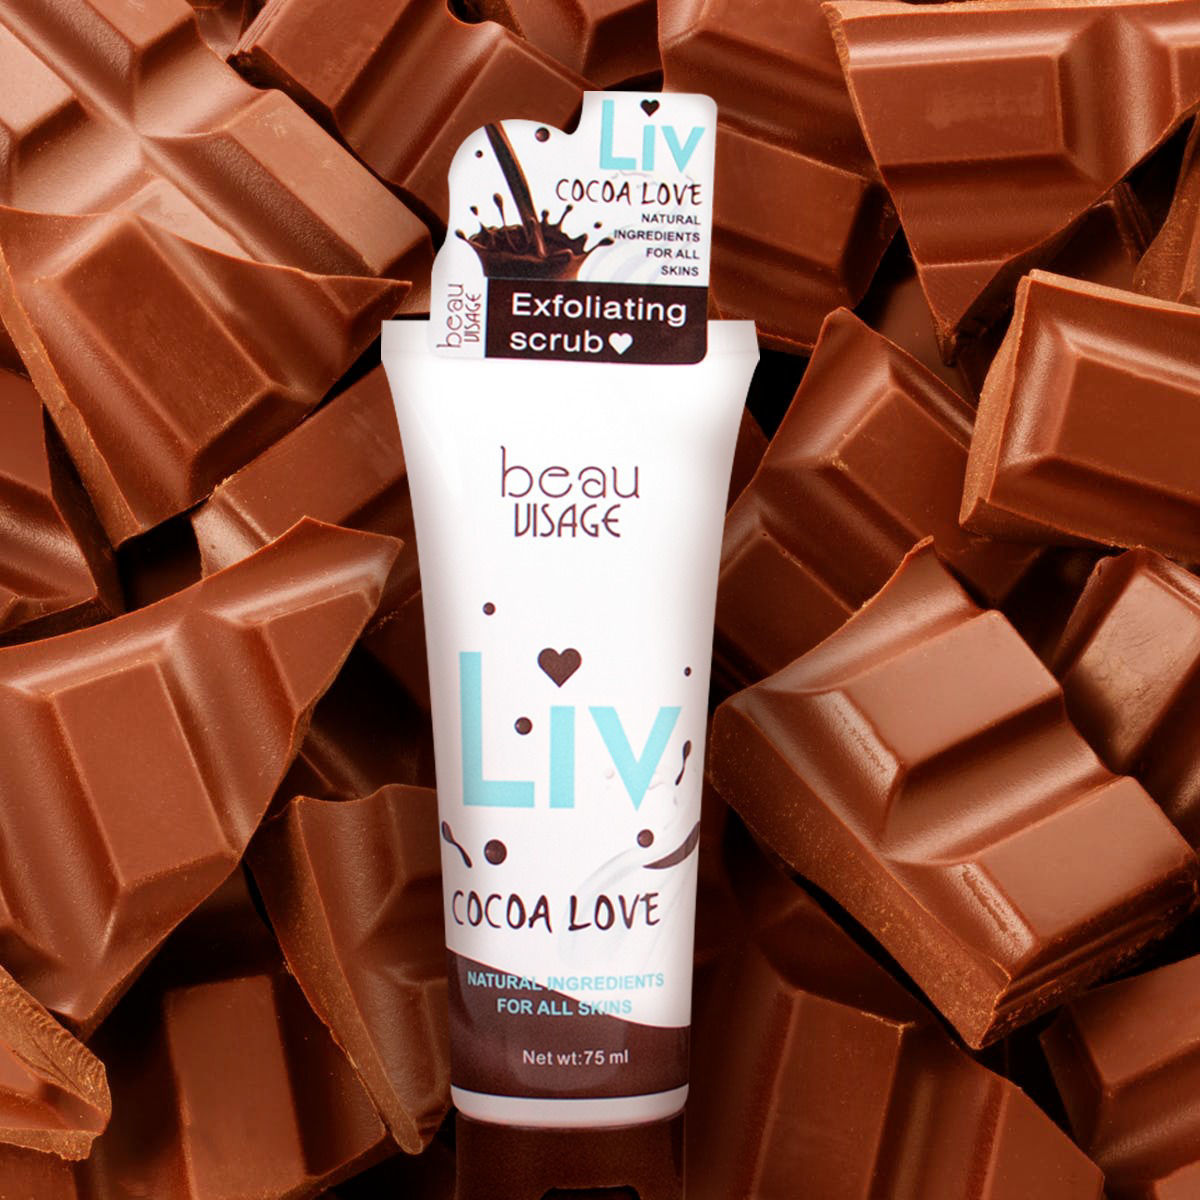 Liv
COCOA LOVE
NATURAL
INGREDIENTS
FOR ALL
SKINS
beau
VISAGE
Exfoliating
scrub
beau
VISAGE
Liv
COCOA LOVE
NATURAL INGREDIENTS
FOR ALL SKINS
Net wt:75 ml